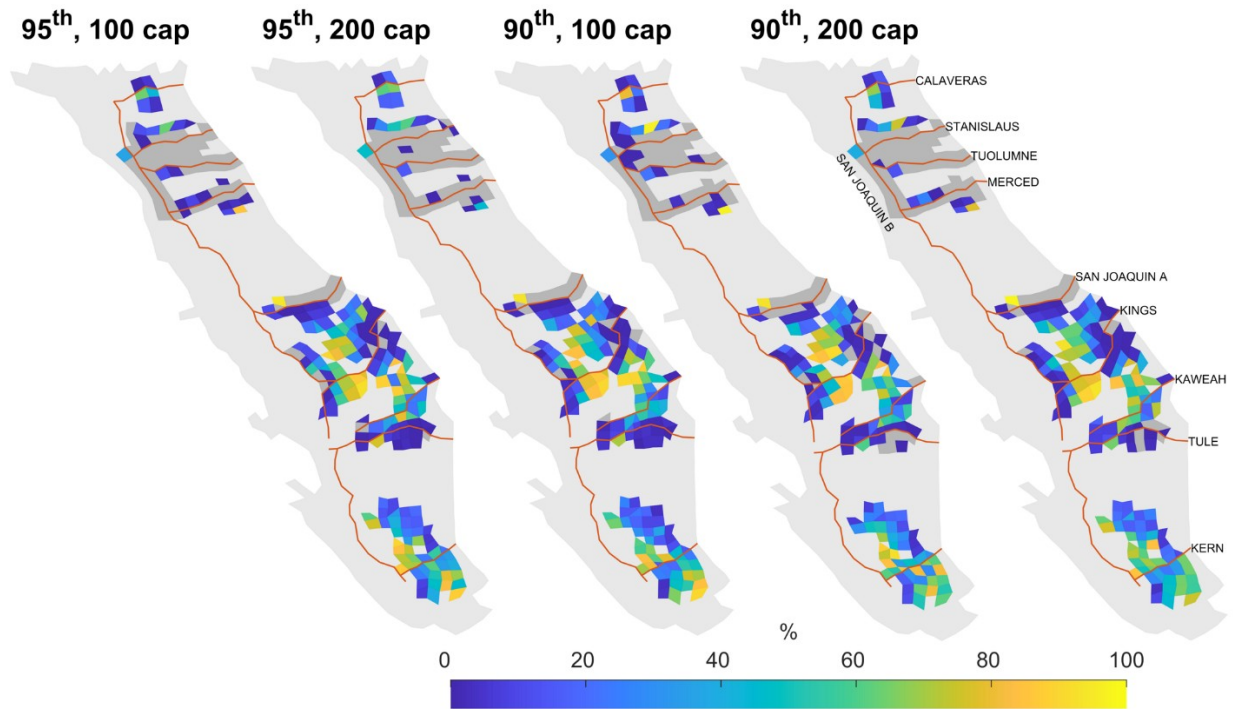 95th, 100 cap
95th, 200 cap
90th, 100 cap
90th, 200 cap
CALAVERAS
STANISLAUS
TUOLUMNE
MERCED
SAN JOAQUIN B
SAN JOAQUIN A
KINGS
KAWEAH
TULE
KERN
%
0 20 40 60 80 100